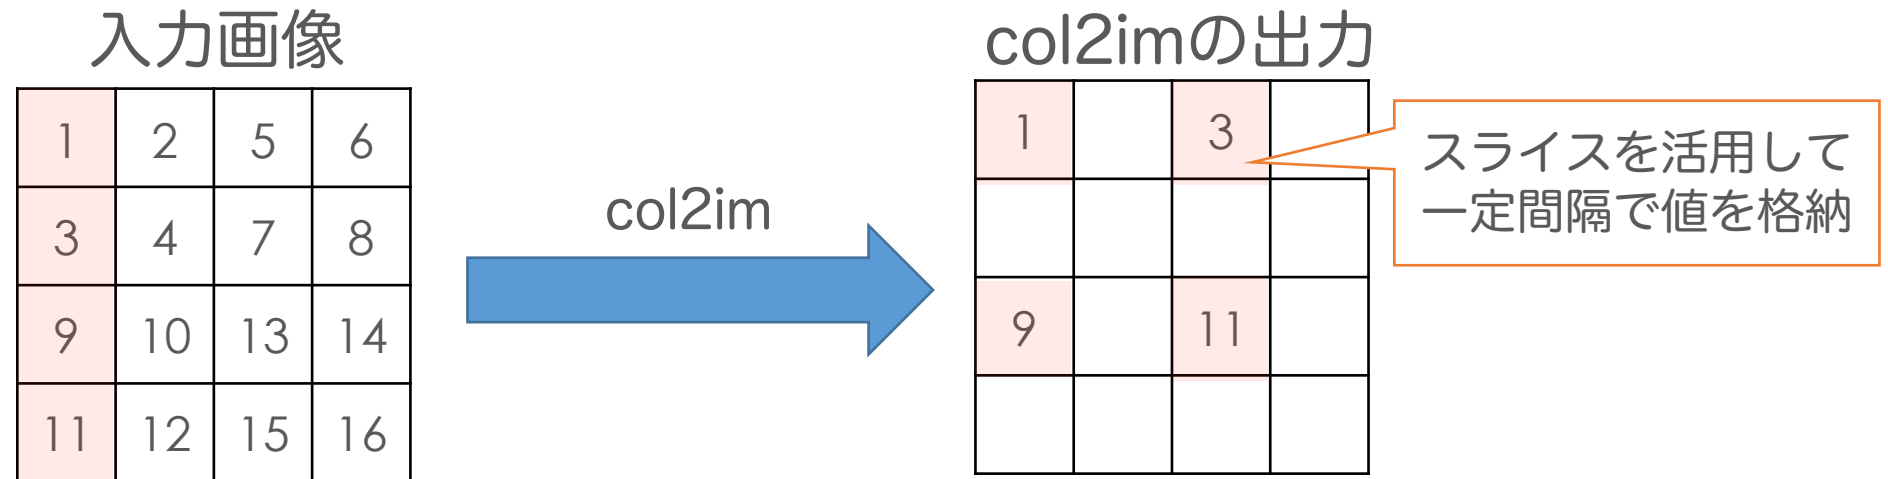 入力画像
1 2 5 6
3 4 7 8
9 10 13 14
11 12 15 16
col2im
col2imの出力
1 3
9 11
スライスを活用して
一定間隔で値を格納